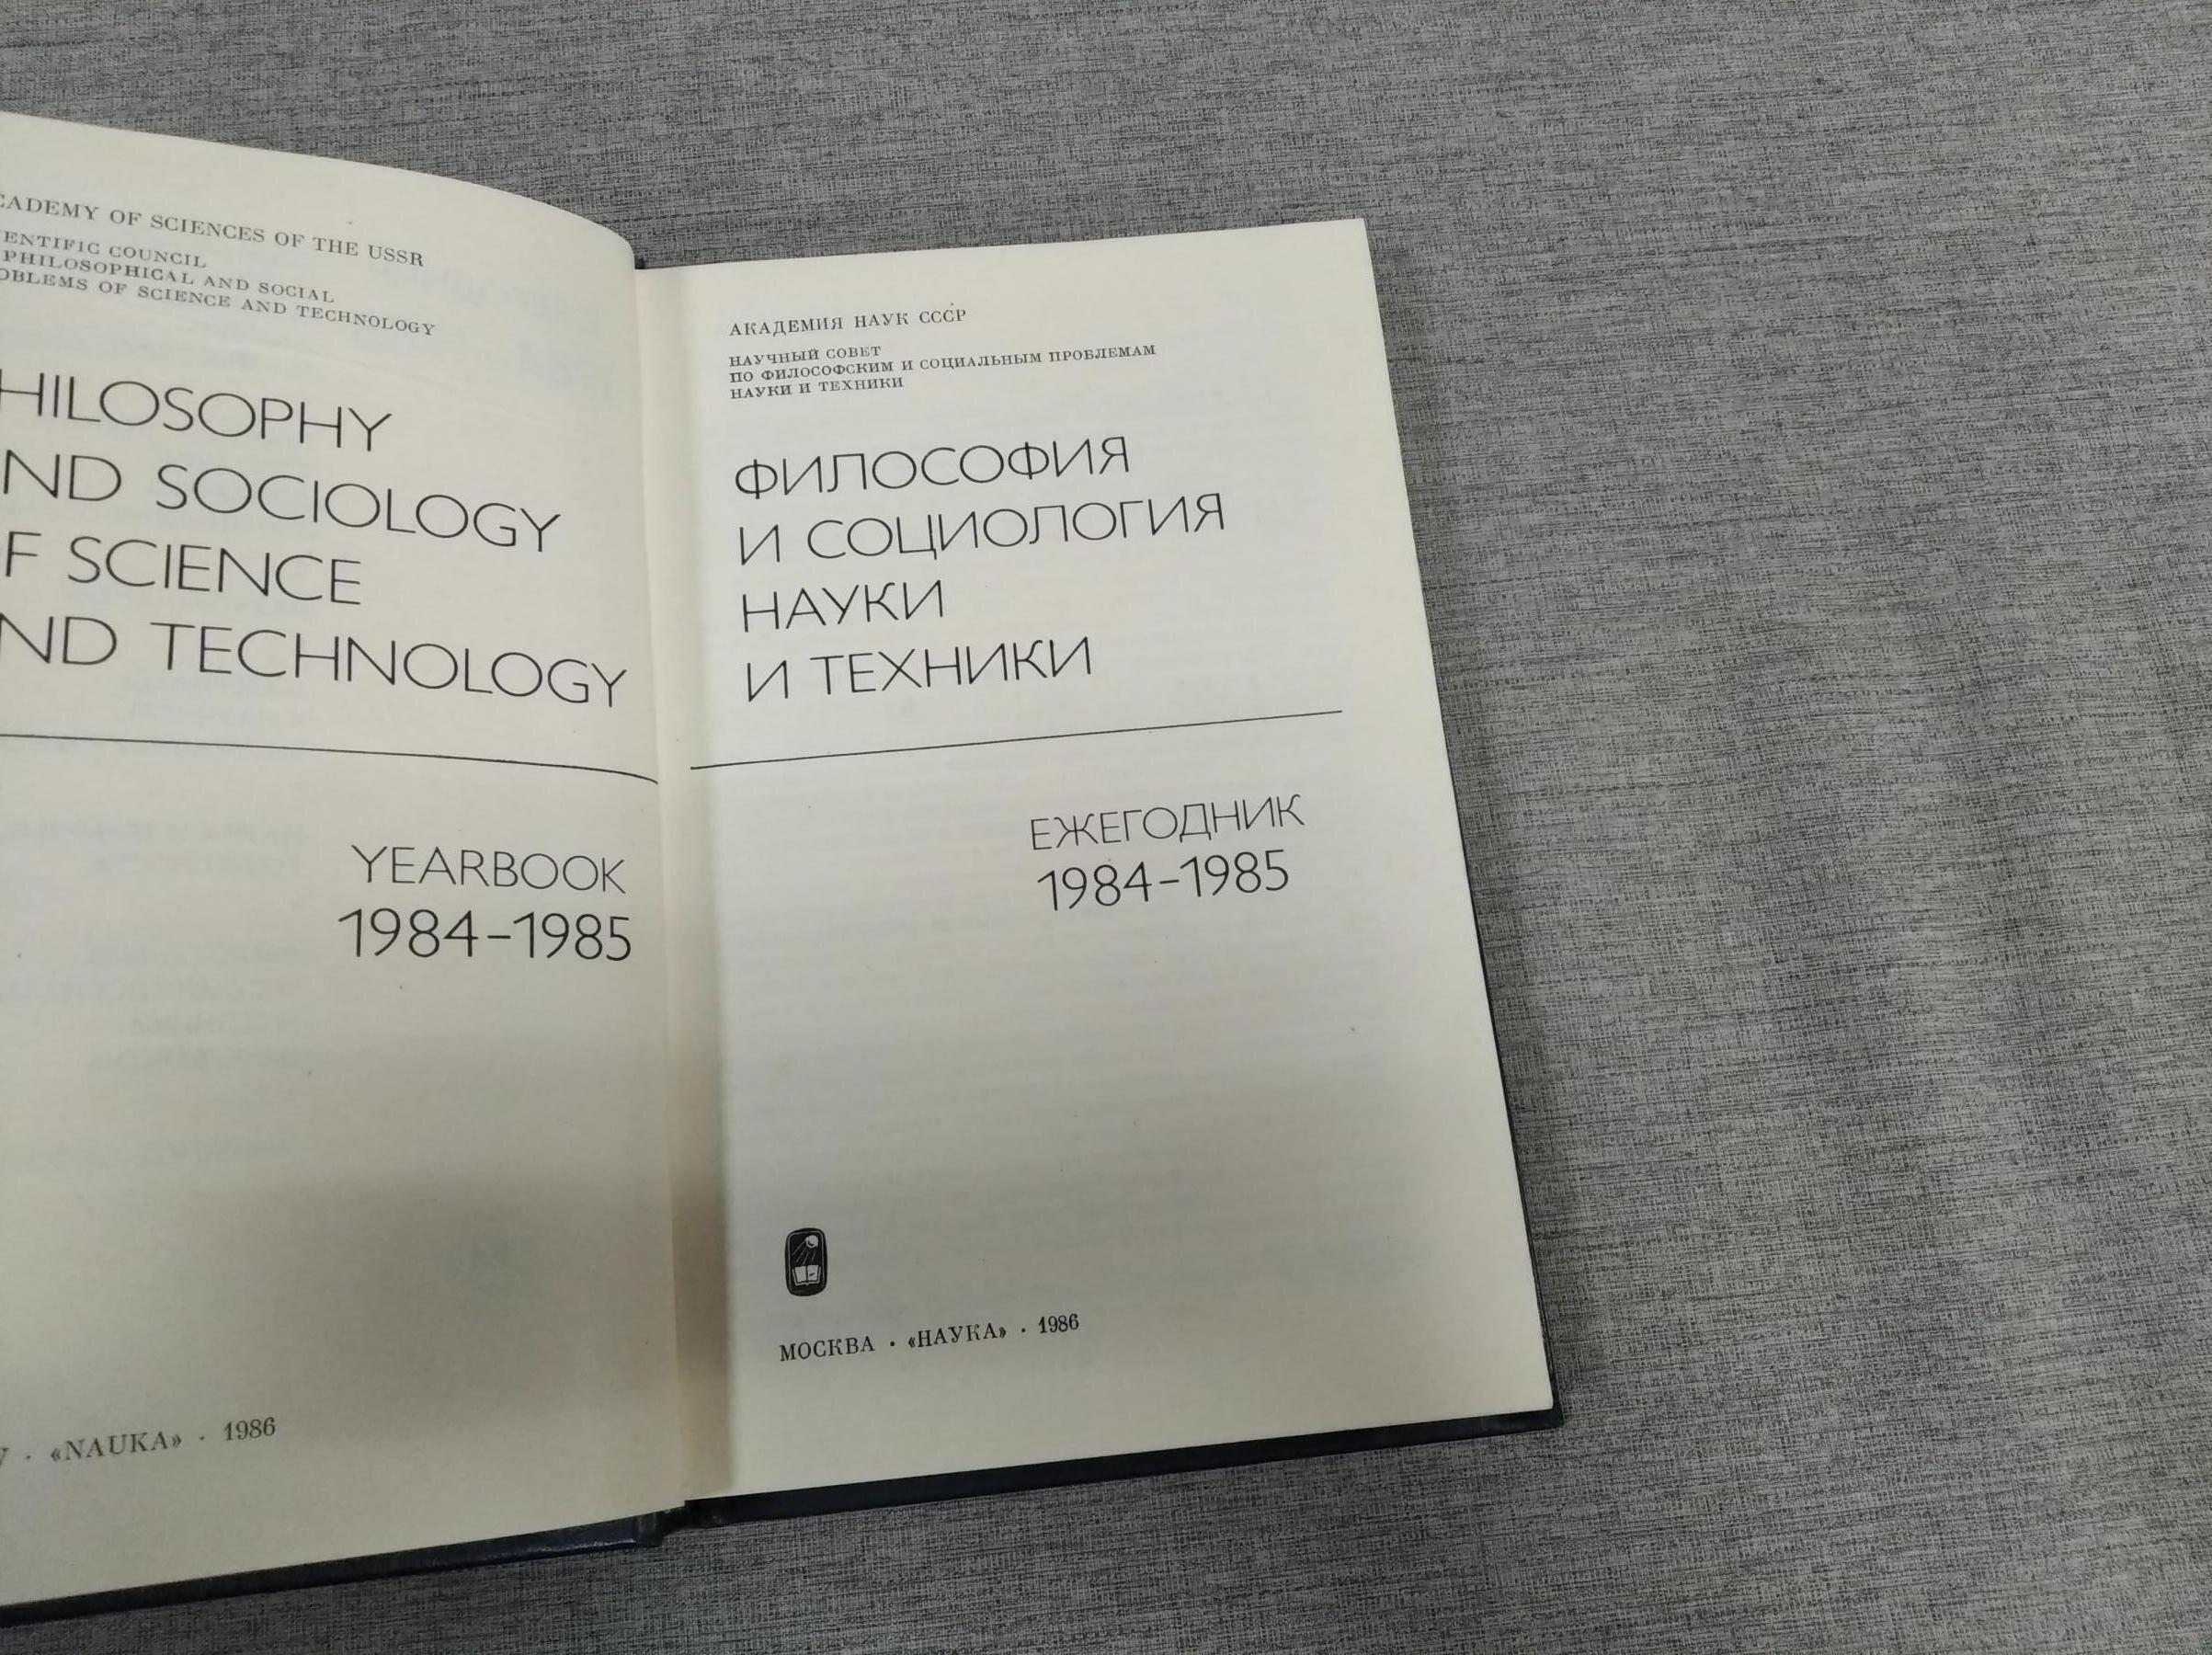 CADEMY OF SCIENCES OF THE USSR
ENTIFIC COUNCIL
PHILOSOPHICAL AND SOCIAL
OBLEMS OF SCIENCE AND TECHNOLOGY
HILOSOPHY
ND SOCIOLOGY
F SCIENCE
ND TECHNOLOGY
YEARBOOK
1984–1985
· «NAUKA» · 1986
АКАДЕМИЯ НАУК СССР
НАУЧНЫЙ СОВЕТ
ПО ФИЛОСОФСКИМ И СОЦИАЛЬНЫМ ПРОБЛЕМАМ
НАУКИ И ТЕХНИКИ
ФИЛОСОФИЯ
И СОЦИОЛОГИЯ
НАУКИ
И ТЕХНИКИ
ЕЖЕГОДНИК
1984–1985
МОСКВА · «НАУКА» · 1986